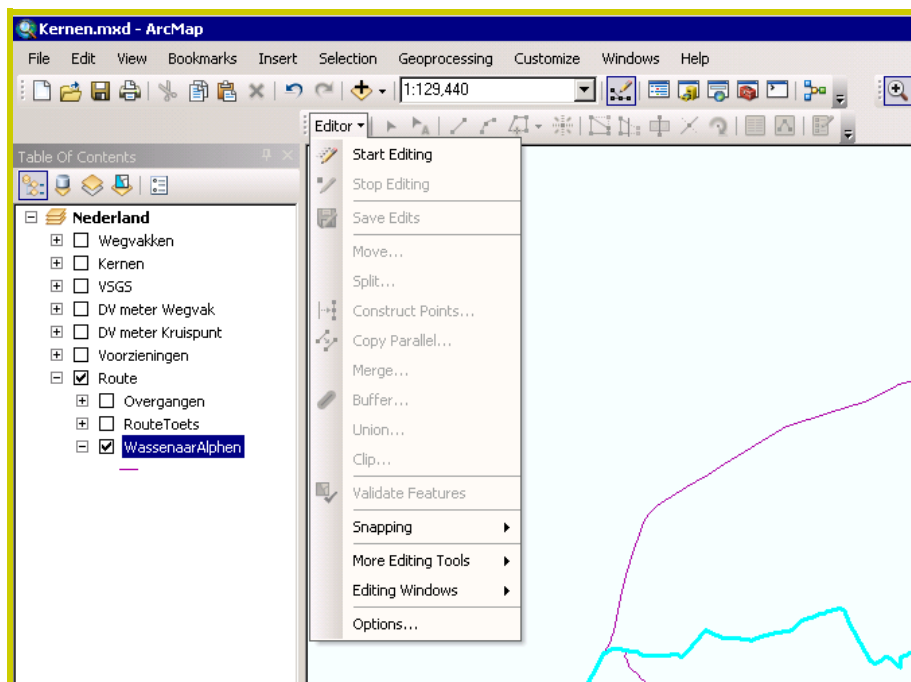 Kernen.mxd - ArcMap
File Edit View Bookmarks Insert Selection Geoprocessing Customize Windows Help
1:129,440
Editor
Table Of Contents
Nederland
Wegvakken
Kernen
VSGS
DV meter Wegvak
DV meter Kruispunt
Voorzieningen
Route
Overgangen
RouteToets
WassenaarAlphen
Start Editing
Stop Editing
Save Edits
Move...
Split...
Construct Points...
Copy Parallel...
Merge...
Buffer...
Union...
Clip...
Validate Features
Snapping
More Editing Tools
Editing Windows
Options...